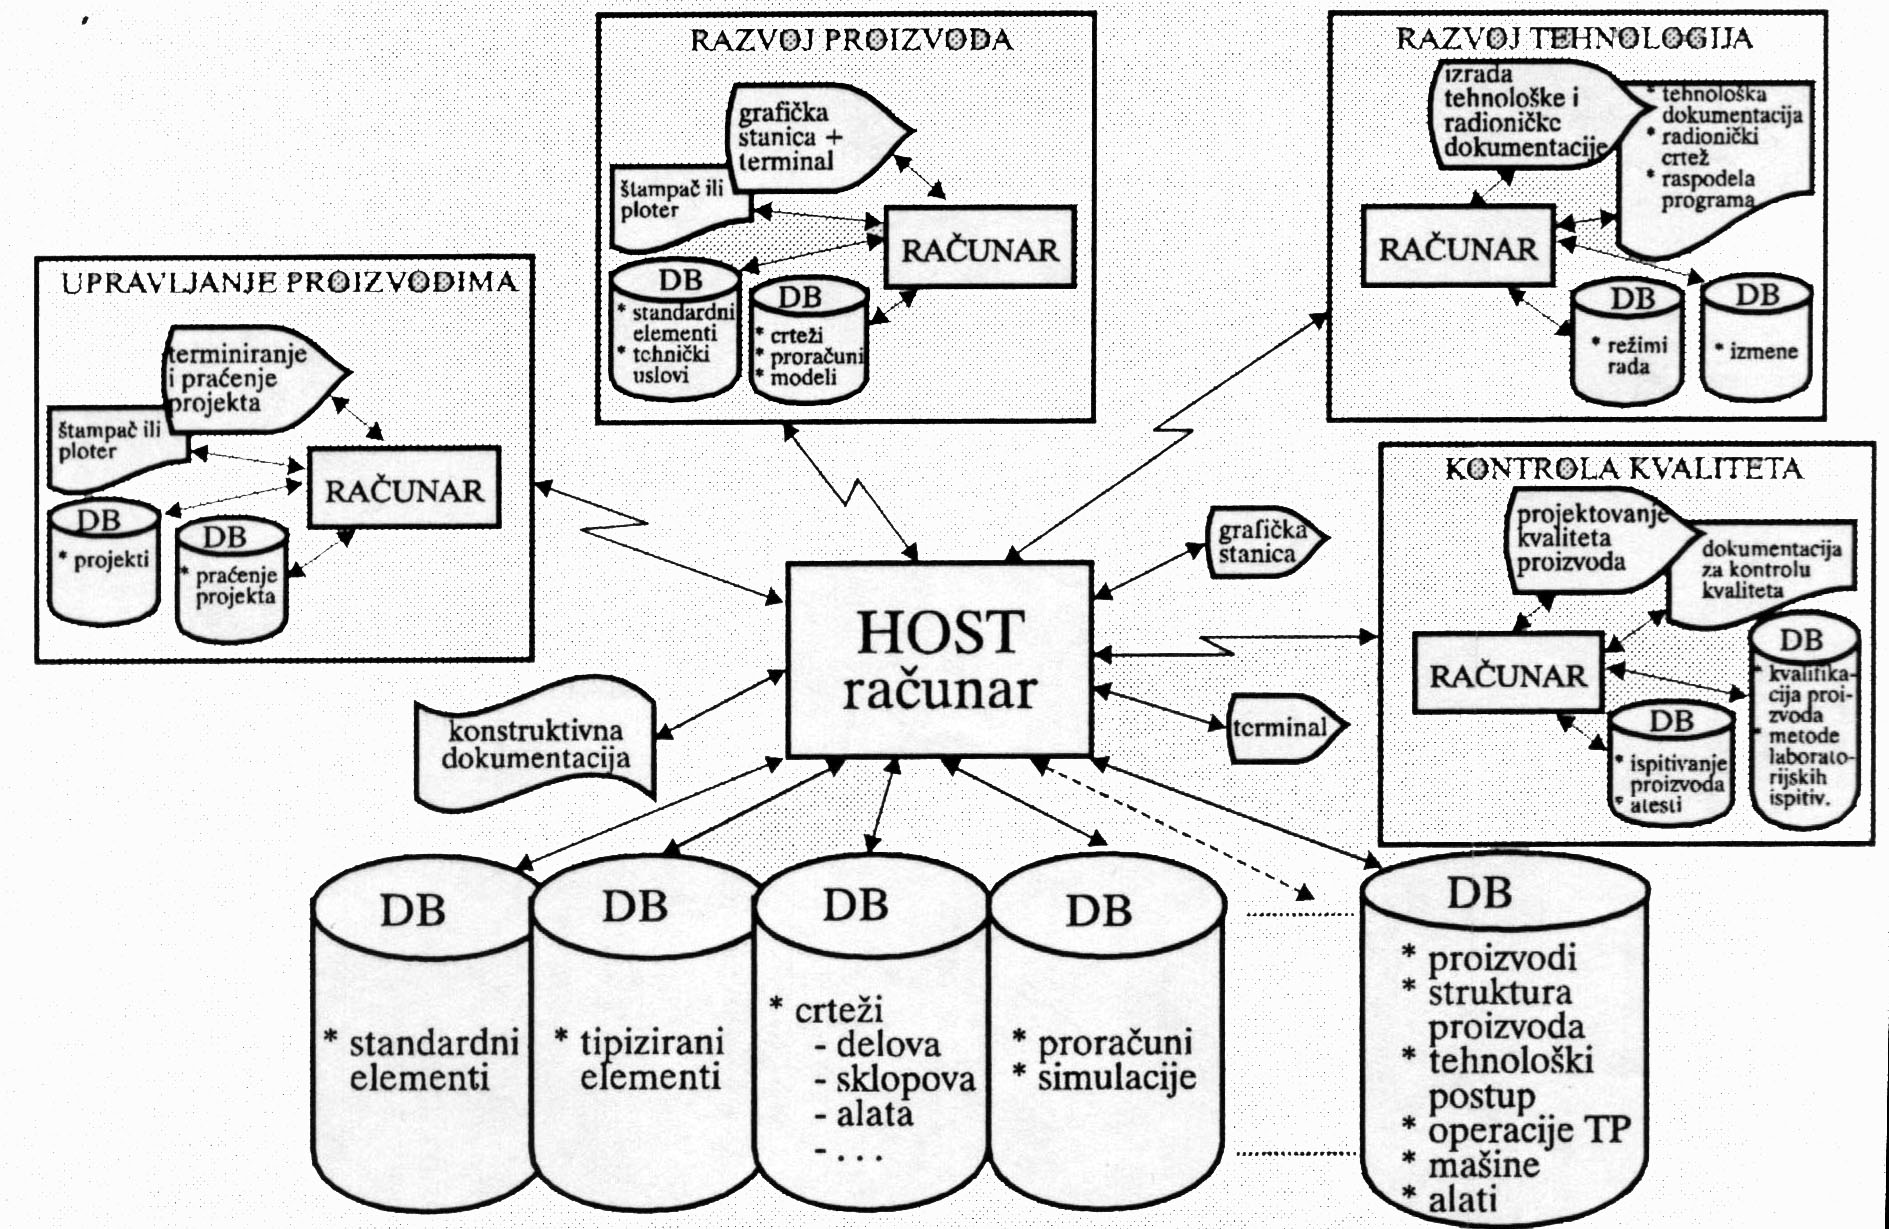 RAZVOJ PROIZVODA
grafička
stanica +
terminal
štampač ili
ploter
RAČUNAR
DB
* standardni
elementi
* tehnički
uslovi
DB
* crteži
* proračuni
* modeli
RAZVOJ TEHNOLOGIJA
izrada
tehnološke i
radioničke
dokumentacije
* tehnološka
dokumentacija
* radionički
crtež
* raspodela
programa
RAČUNAR
DB
* režimi
rada
DB
* izmene
UPRAVLJANJE PROIZVODIMA
terminiranje
i praćenje
projekta
štampač ili
ploter
RAČUNAR
DB
* projekti
DB
* praćenje
projekta
KONTROLA KVALITETA
projektovanje
kvaliteta
proizvoda
dokumentacija
za kontrolu
kvaliteta
RAČUNAR
DB
* ispitivanje
proizvoda
* atesti
DB
* kvalifika-
cija proi-
zvoda
* metode
laborato-
rijskih
ispitiv.
grafička
stanica
HOST
računar
terminal
konstruktivna
dokumentacija
DB
* standardni
elementi
DB
* tipizirani
elementi
DB
* crteži
- delova
- sklopova
- alata
- . . .
DB
* proračuni
* simulacije
DB
* proizvodi
* struktura
proizvoda
* tehnološki
postup
* operacije TP
* mašine
* alati